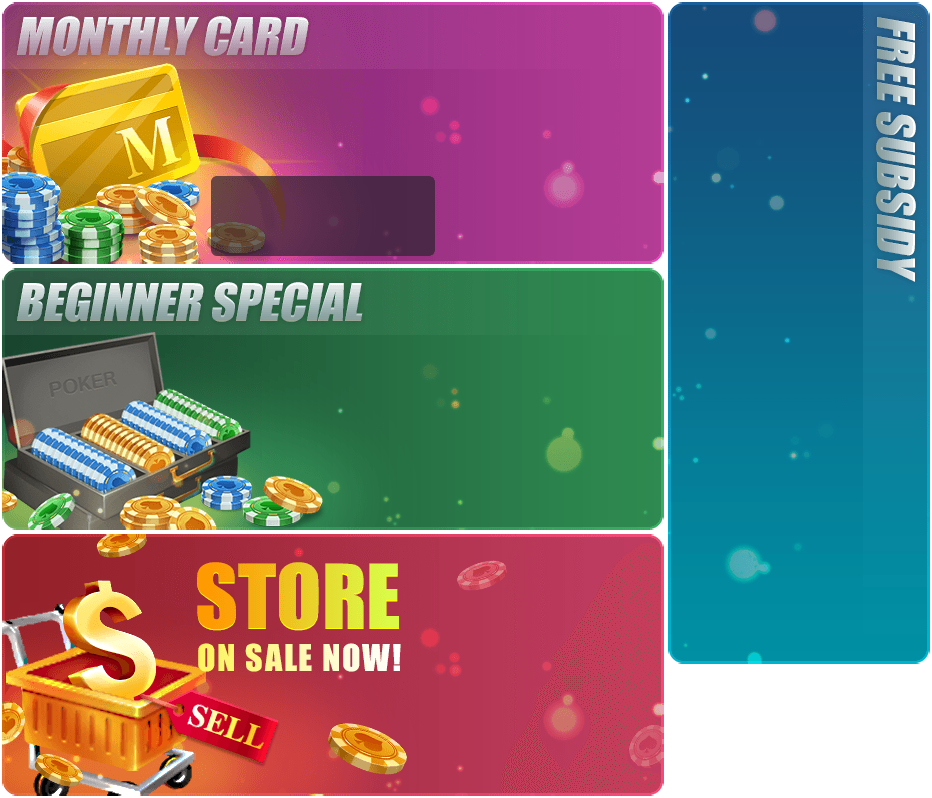 MONTHLY CARD
M
BEGINNER SPECIAL
POKER
STORE
ON SALE NOW!
SELL
FREE SUBSIDY